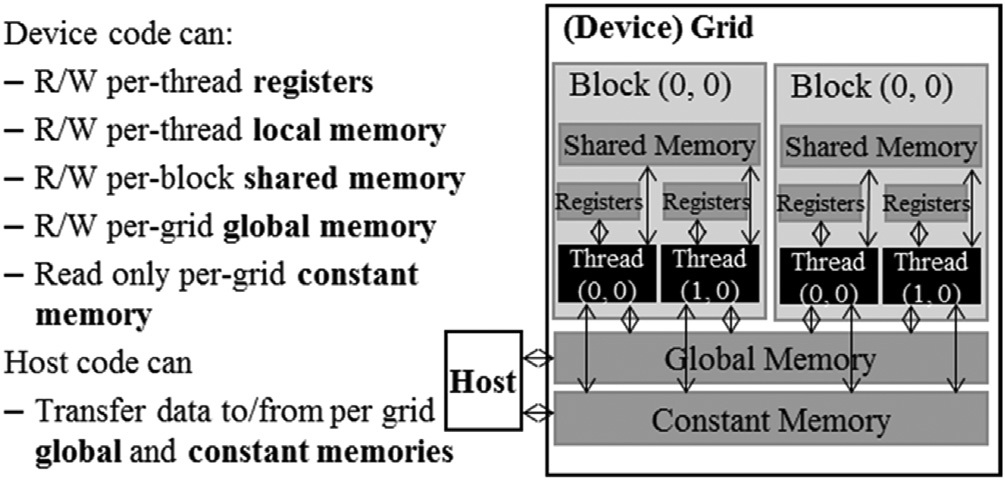 Device code can:
– R/W per-thread registers
– R/W per-thread local memory
– R/W per-block shared memory
– R/W per-grid global memory
– Read only per-grid constant
memory
Host code can
– Transfer data to/from per grid
global and constant memories
(Device) Grid
Block (0, 0)
Shared Memory
Registers Registers
Thread Thread
(0, 0) (1, 0)
Block (0, 0)
Shared Memory
Registers Registers
Thread Thread
(0, 0) (1, 0)
Host
Global Memory
Constant Memory